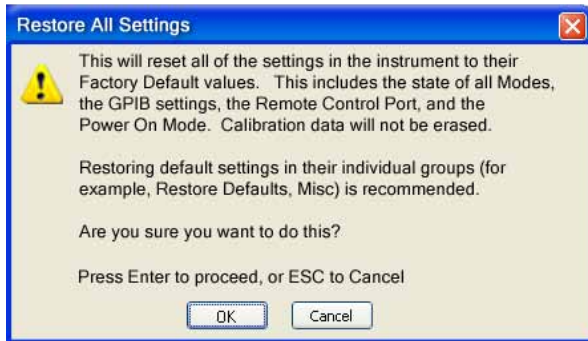 Restore All Settings
This will reset all of the settings in the instrument to their
Factory Default values. This includes the state of all Modes,
the GPIB settings, the Remote Control Port, and the
Power On Mode. Calibration data will not be erased.
Restoring default settings in their individual groups (for
example, Restore Defaults, Misc) is recommended.
Are you sure you want to do this?
Press Enter to proceed, or ESC to Cancel
OK
Cancel